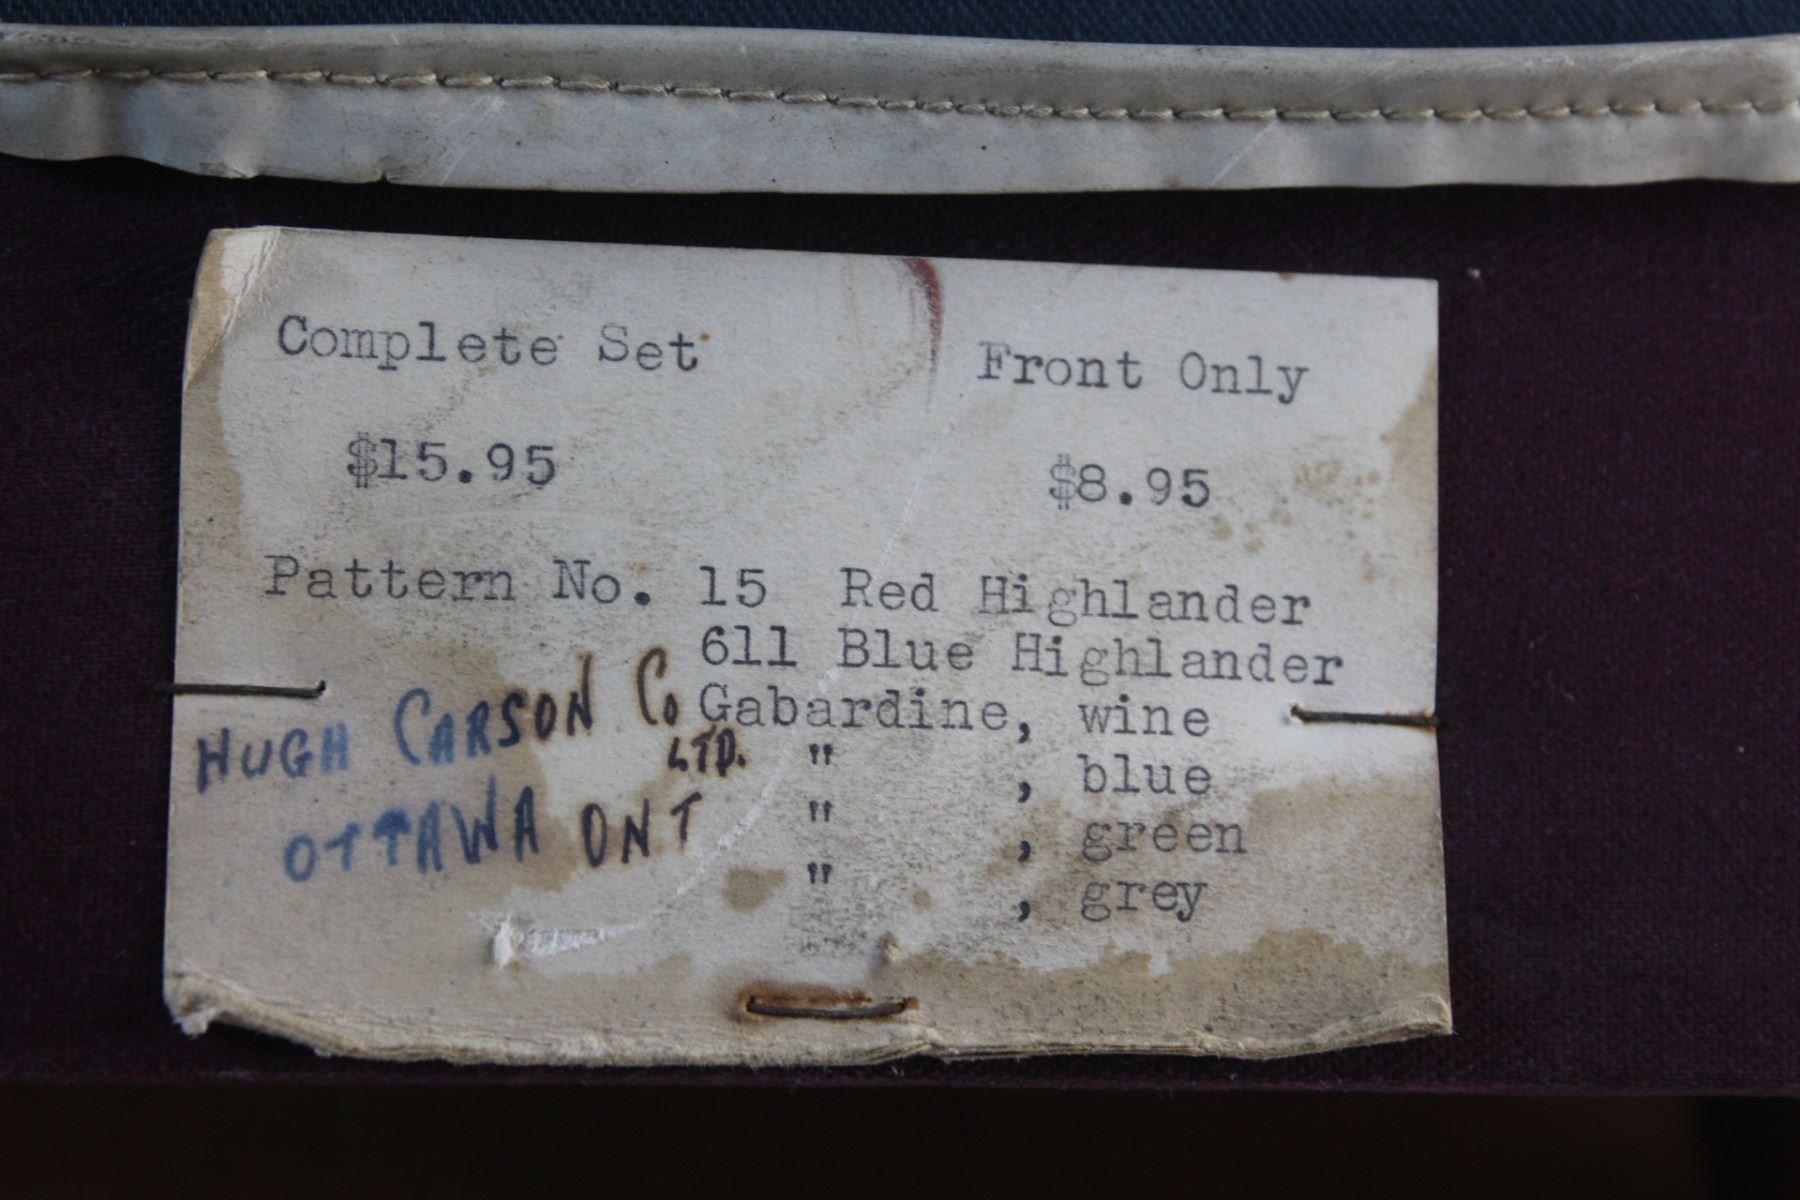 Complete Set Front Only
$15.95 $8.95
Pattern No. 15 Red Highlander
611 Blue Highlander
Gabardine, wine
" , blue
" , green
" , grey
HUGH CARSON Co
LTD.
OTTAWA ONT